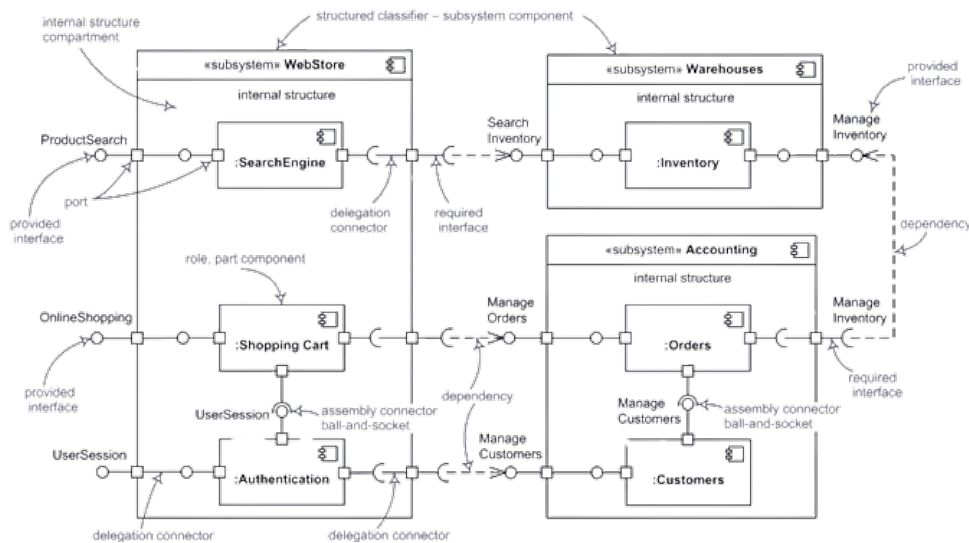 structured classifier – subsystem component
internal structure
compartment
«subsystem» WebStore
internal structure
«subsystem» Warehouses
internal structure
provided
interface
ProductSearch
:SearchEngine
Search
Inventory
:Inventory
Manage
Inventory
port
provided
interface
delegation
connector
required
interface
dependency
role, part component
«subsystem» Accounting
internal structure
OnlineShopping
:Shopping Cart
Manage
Orders
:Orders
Manage
Inventory
provided
interface
UserSession
assembly connector
ball-and-socket
dependency
Manage
Customers
assembly connector
ball-and-socket
required
interface
UserSession
:Authentication
Manage
Customers
:Customers
delegation connector
delegation connector